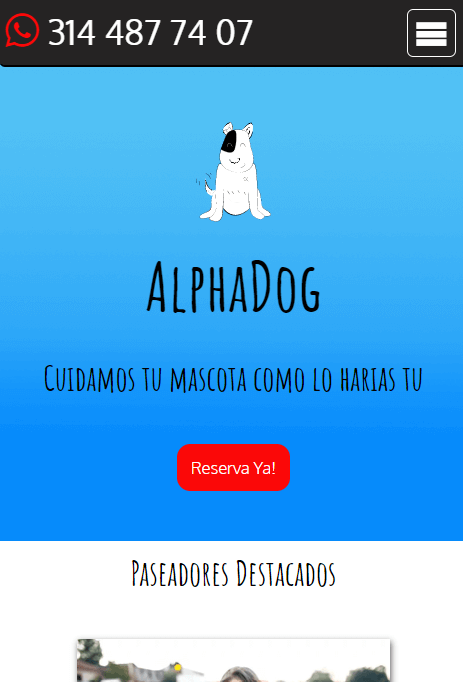 314 487 74 07
AlphaDog
Cuidamos tu mascota como lo harias tu
Reserva Ya!
Paseadores Destacados